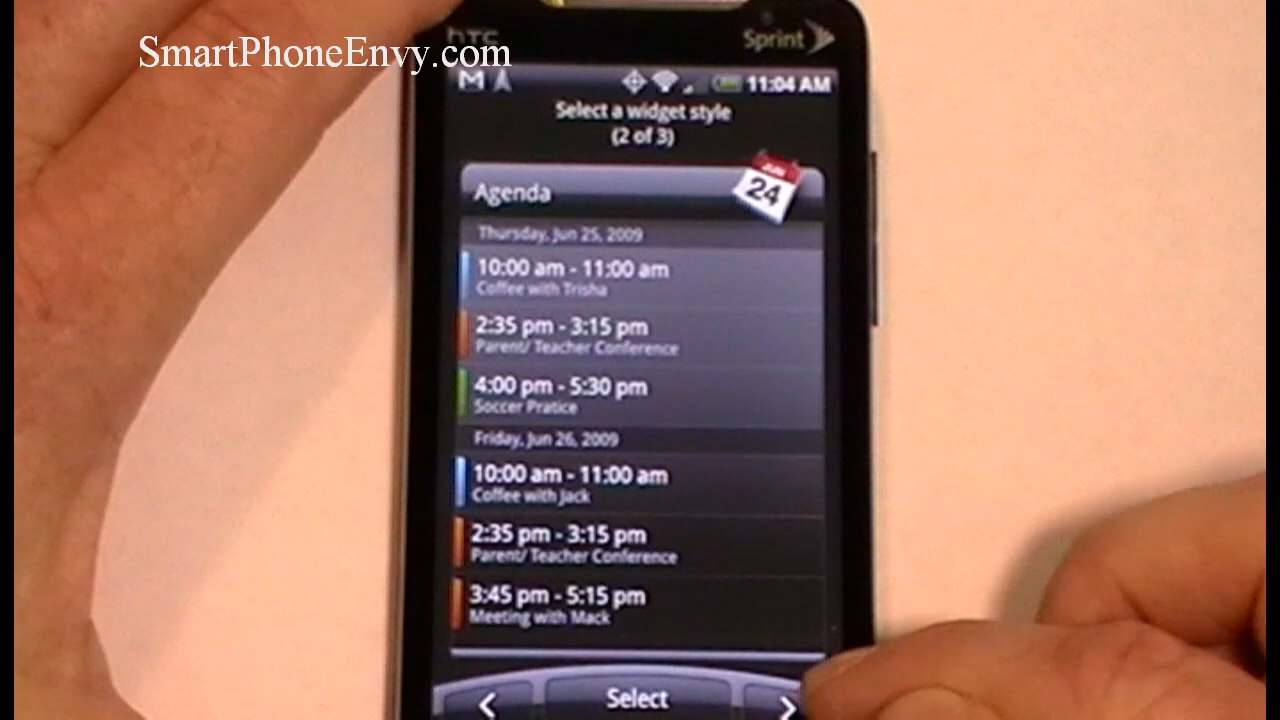 hTC
Sprint
SmartPhoneEnvy.com
11:04 AM
Select a widget style
(2 of 3)
Agenda
JUN
24
Thursday, Jun 25, 2009
10:00 am - 11:00 am
Coffee with Trisha
2:35 pm - 3:15 pm
Parent/ Teacher Conference
4:00 pm - 5:30 pm
Soccer Pratice
Friday, Jun 26, 2009
10:00 am - 11:00 am
Coffee with Jack
2:35 pm - 3:15 pm
Parent/ Teacher Conference
3:45 pm - 5:15 pm
Meeting with Mack
Select